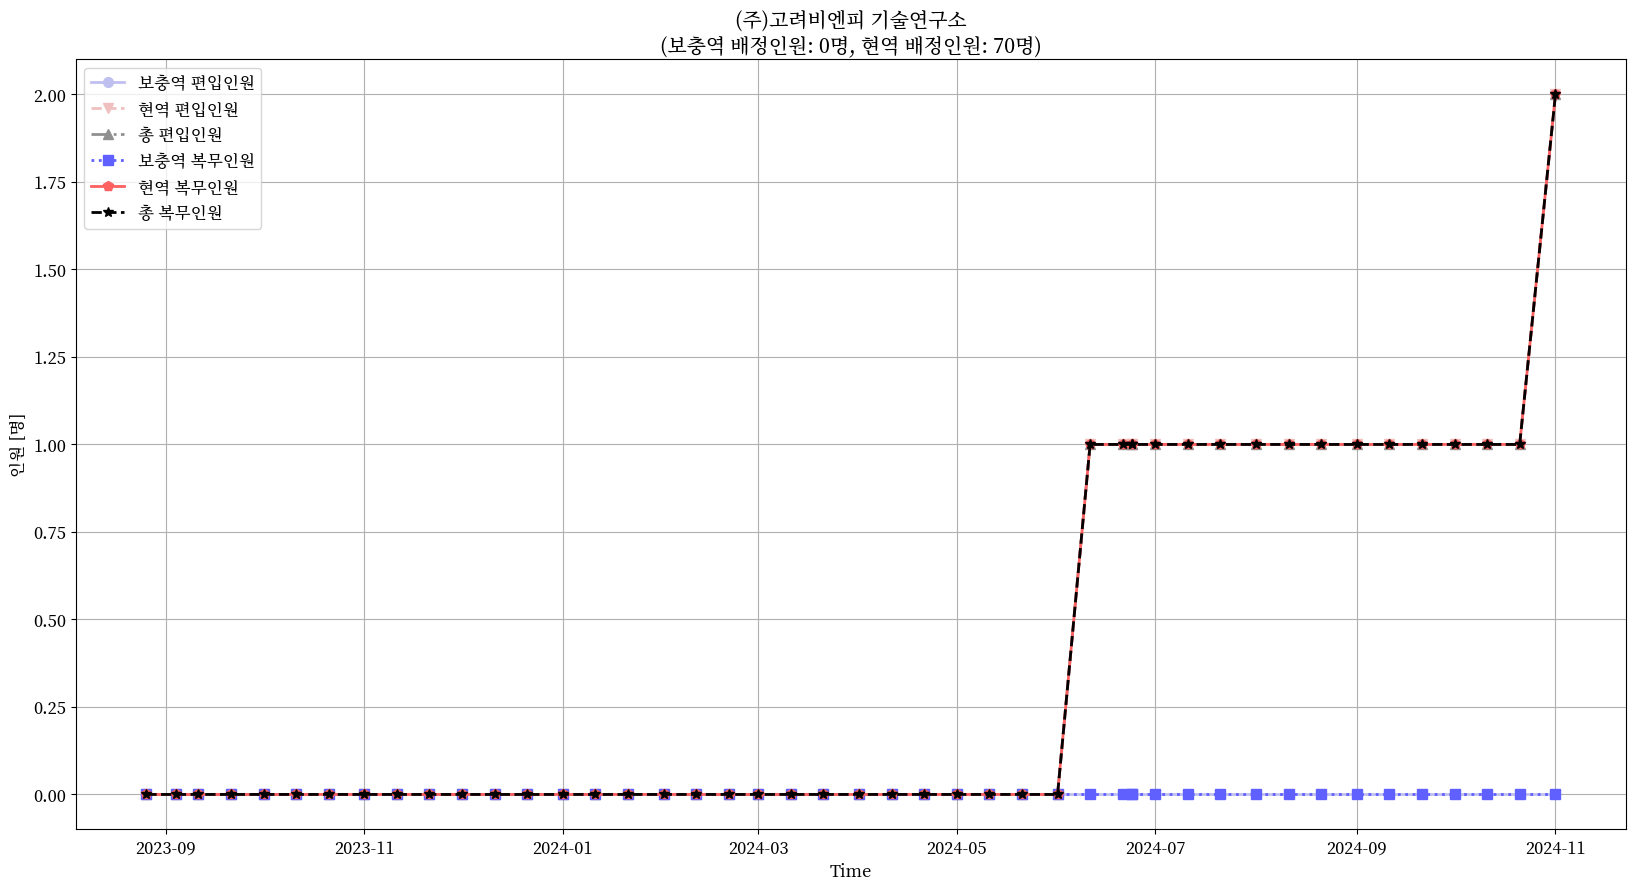 (주)고려비엔피 기술연구소
(보충역 배정인원: 0명, 현역 배정인원: 70명)
보충역 편입인원
현역 편입인원
총 편입인원
보충역 복무인원
현역 복무인원
총 복무인원
2.00
1.75
1.50
1.25
1.00
0.75
0.50
0.25
0.00
인원 [명]
2023-09 2023-11 2024-01 2024-03 2024-05 2024-07 2024-09 2024-11
Time